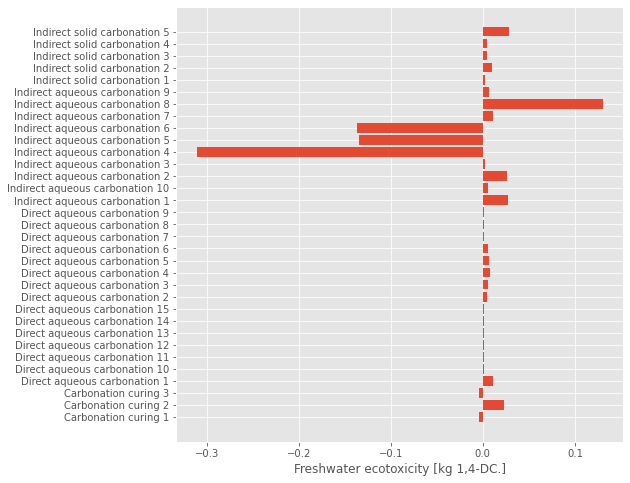 Indirect solid carbonation 5
Indirect solid carbonation 4
Indirect solid carbonation 3
Indirect solid carbonation 2
Indirect solid carbonation 1
Indirect aqueous carbonation 9
Indirect aqueous carbonation 8
Indirect aqueous carbonation 7
Indirect aqueous carbonation 6
Indirect aqueous carbonation 5
Indirect aqueous carbonation 4
Indirect aqueous carbonation 3
Indirect aqueous carbonation 2
Indirect aqueous carbonation 10
Indirect aqueous carbonation 1
Direct aqueous carbonation 9
Direct aqueous carbonation 8
Direct aqueous carbonation 7
Direct aqueous carbonation 6
Direct aqueous carbonation 5
Direct aqueous carbonation 4
Direct aqueous carbonation 3
Direct aqueous carbonation 2
Direct aqueous carbonation 15
Direct aqueous carbonation 14
Direct aqueous carbonation 13
Direct aqueous carbonation 12
Direct aqueous carbonation 11
Direct aqueous carbonation 10
Direct aqueous carbonation 1
Carbonation curing 3
Carbonation curing 2
Carbonation curing 1
−0.3 −0.2 −0.1 0.0 0.1
Freshwater ecotoxicity [kg 1,4-DC.]